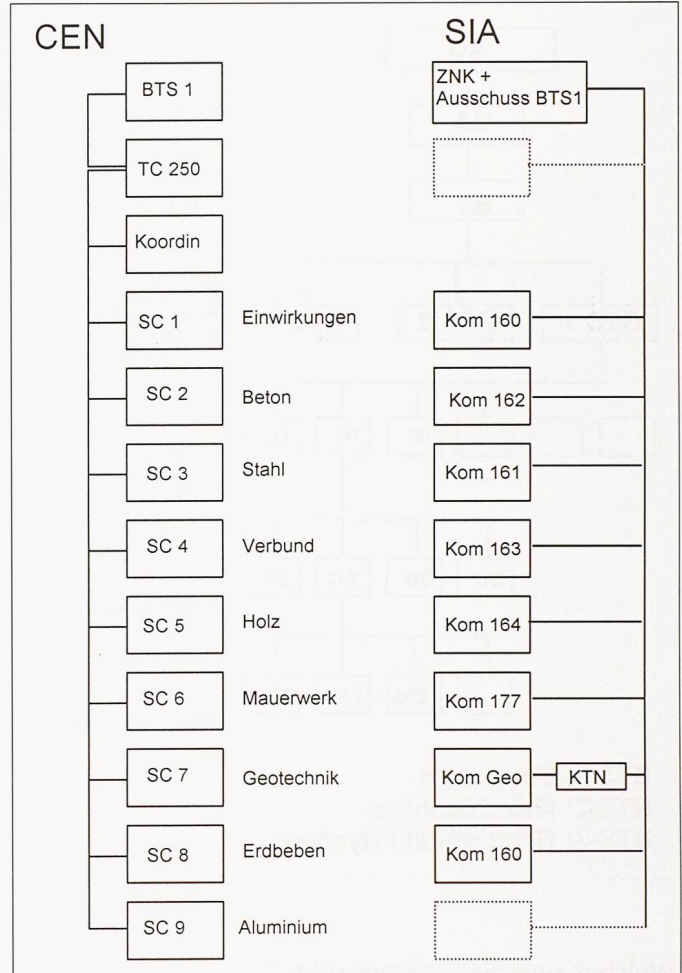 CEN
SIA
BTS 1
ZNK +
Ausschuss BTS1
TC 250
Koordin
SC 1 Einwirkungen Kom 160
SC 2 Beton Kom 162
SC 3 Stahl Kom 161
SC 4 Verbund Kom 163
SC 5 Holz Kom 164
SC 6 Mauerwerk Kom 177
SC 7 Geotechnik Kom Geo KTN
SC 8 Erdbeben Kom 160
SC 9 Aluminium